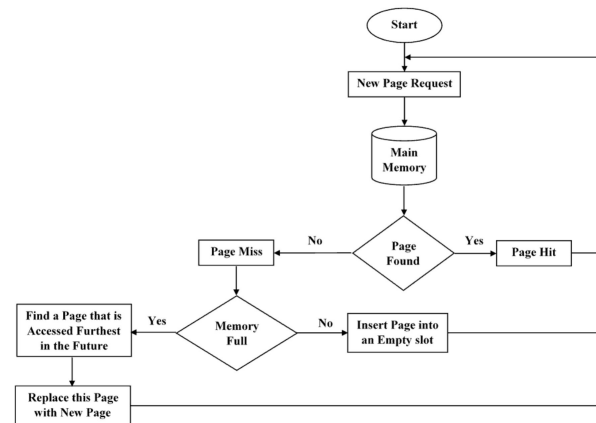 Start
New Page Request
Main
Memory
No
Page
Found
Yes
Page Miss
Page Hit
Find a Page that is
Accessed Furthest
in the Future
Yes
Memory
Full
No
Insert Page into
an Empty slot
Replace this Page
with New Page